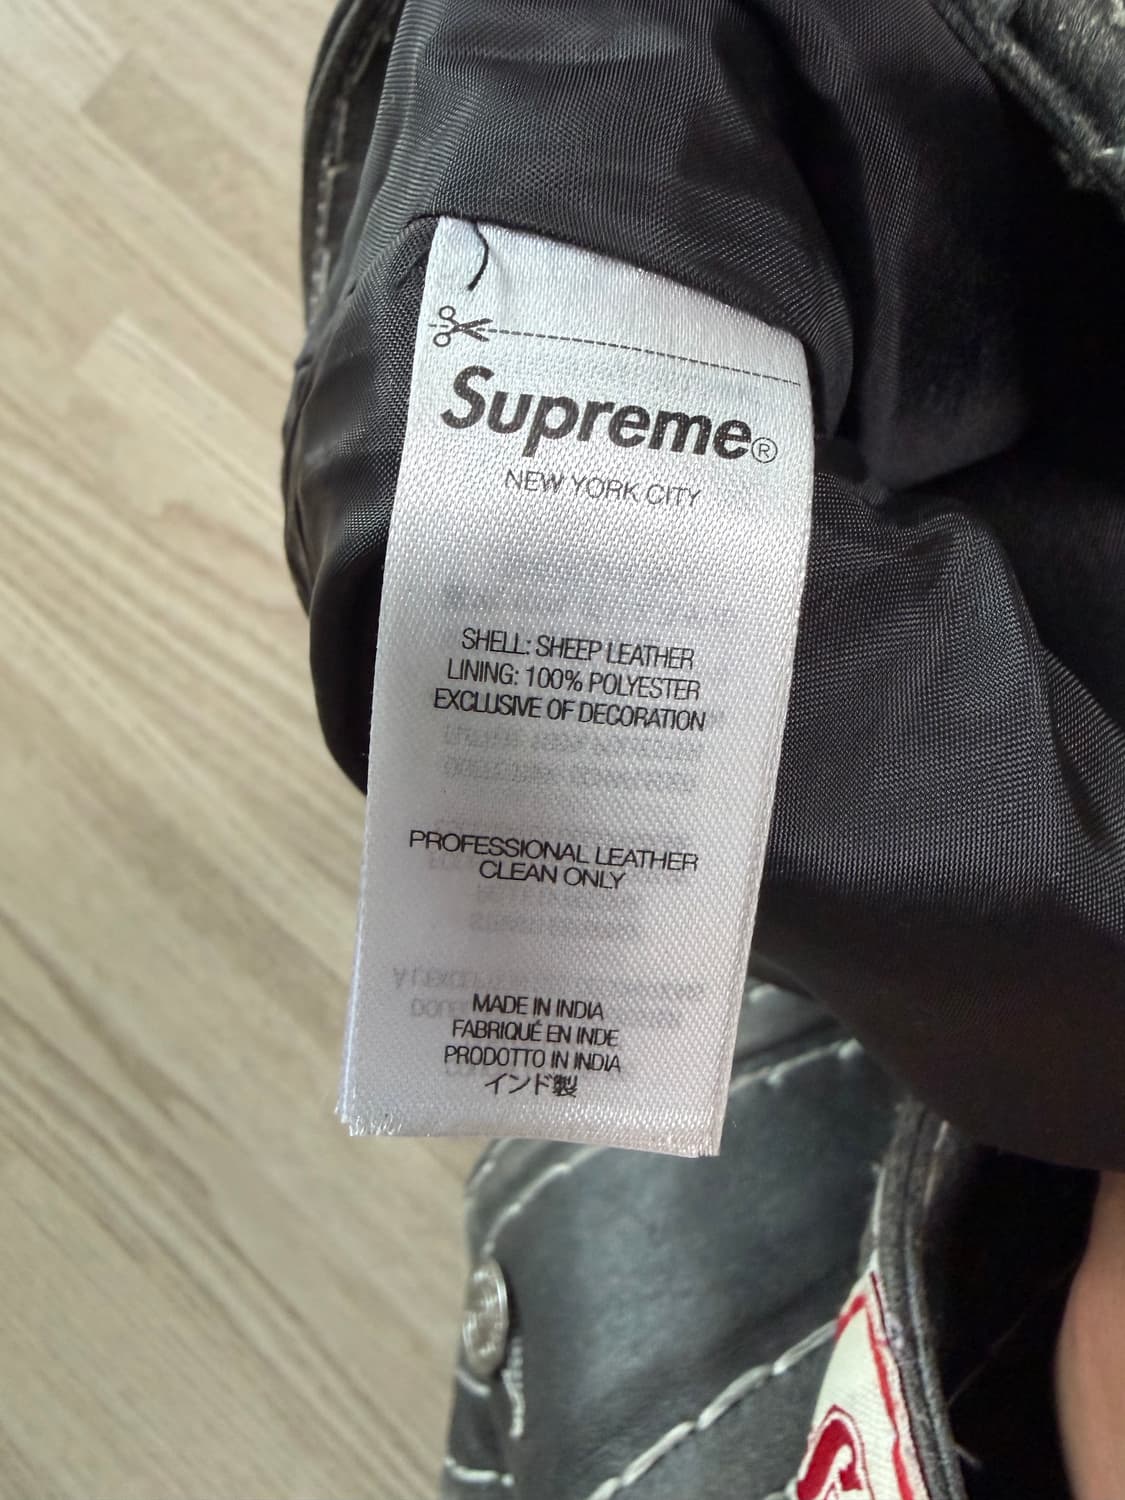 Supreme®
NEW YORK CITY
SHELL: SHEEP LEATHER
LINING: 100% POLYESTER
EXCLUSIVE OF DECORATION
PROFESSIONAL LEATHER
CLEAN ONLY
MADE IN INDIA
FABRIQUÉ EN INDE
PRODOTTO IN INDIA
インド製